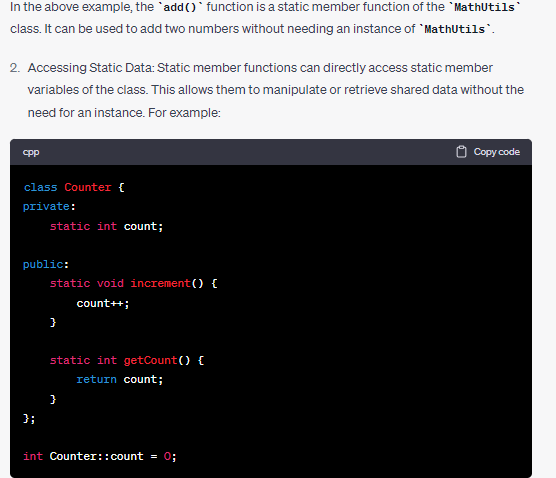 In the above example, the `add()` function is a static member function of the `MathUtils`
class. It can be used to add two numbers without needing an instance of `MathUtils`.
2. Accessing Static Data: Static member functions can directly access static member
variables of the class. This allows them to manipulate or retrieve shared data without the
need for an instance. For example:
cpp Copy code
class Counter {
private:
    static int count;
public:
    static void increment() {
        count++;
    }
    static int getCount() {
        return count;
    }
};
int Counter::count = 0;